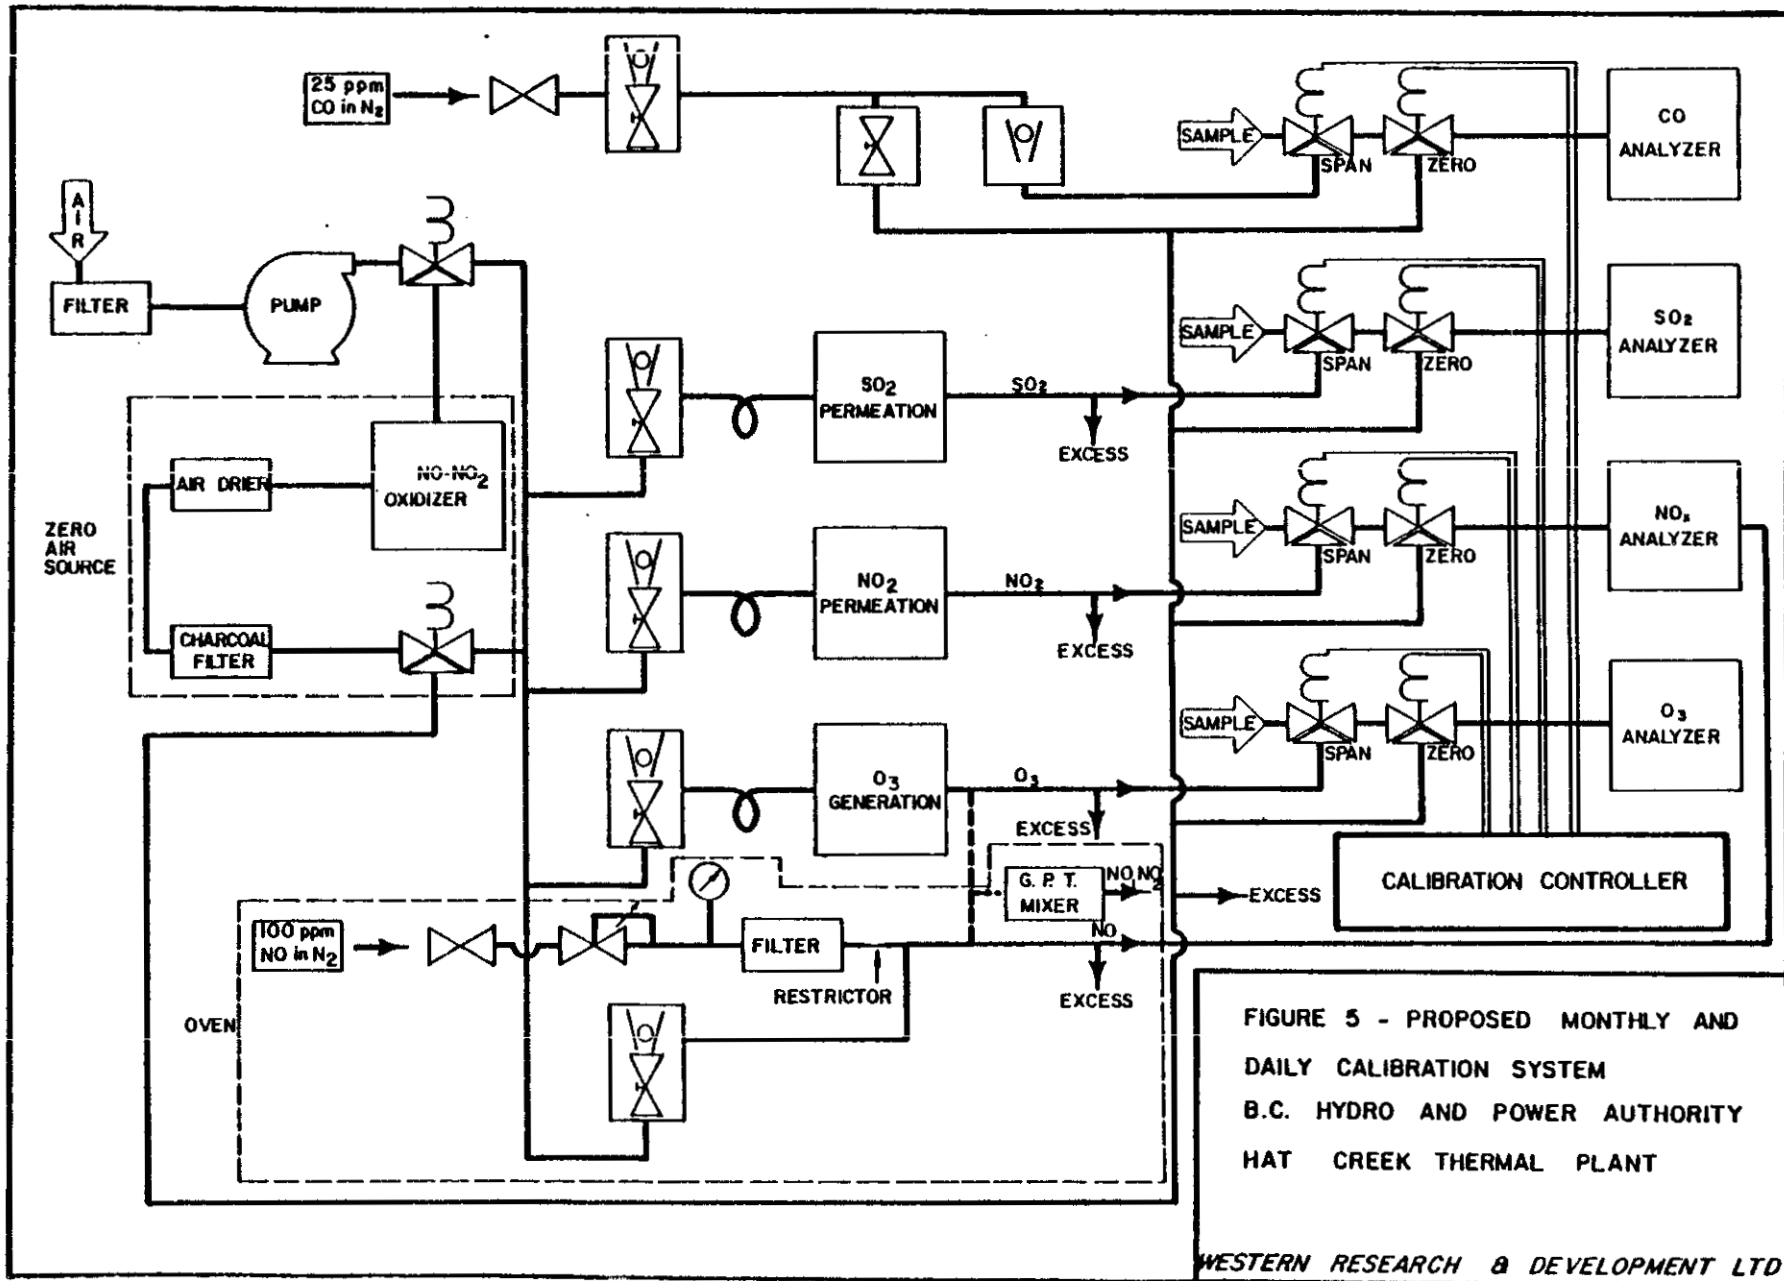 25 ppm
CO in N2
SAMPLE
SPAN
ZERO
CO
ANALYZER
AIR
FILTER
PUMP
SAMPLE
SPAN
ZERO
SO2
ANALYZER
SO2
PERMEATION
SO2
EXCESS
NO-NO2
OXIDIZER
AIR DRIER
ZERO
AIR
SOURCE
CHARCOAL
FILTER
SAMPLE
SPAN
ZERO
NOx
ANALYZER
NO2
PERMEATION
NO2
EXCESS
SAMPLE
SPAN
ZERO
O3
ANALYZER
O3
GENERATION
O3
EXCESS
G. P. T.
MIXER
NO, NO2
EXCESS
CALIBRATION CONTROLLER
100 ppm
NO in N2
FILTER
RESTRICTOR
NO
EXCESS
OVEN
FIGURE 5 - PROPOSED MONTHLY AND
DAILY CALIBRATION SYSTEM
B.C. HYDRO AND POWER AUTHORITY
HAT CREEK THERMAL PLANT
WESTERN RESEARCH & DEVELOPMENT LTD